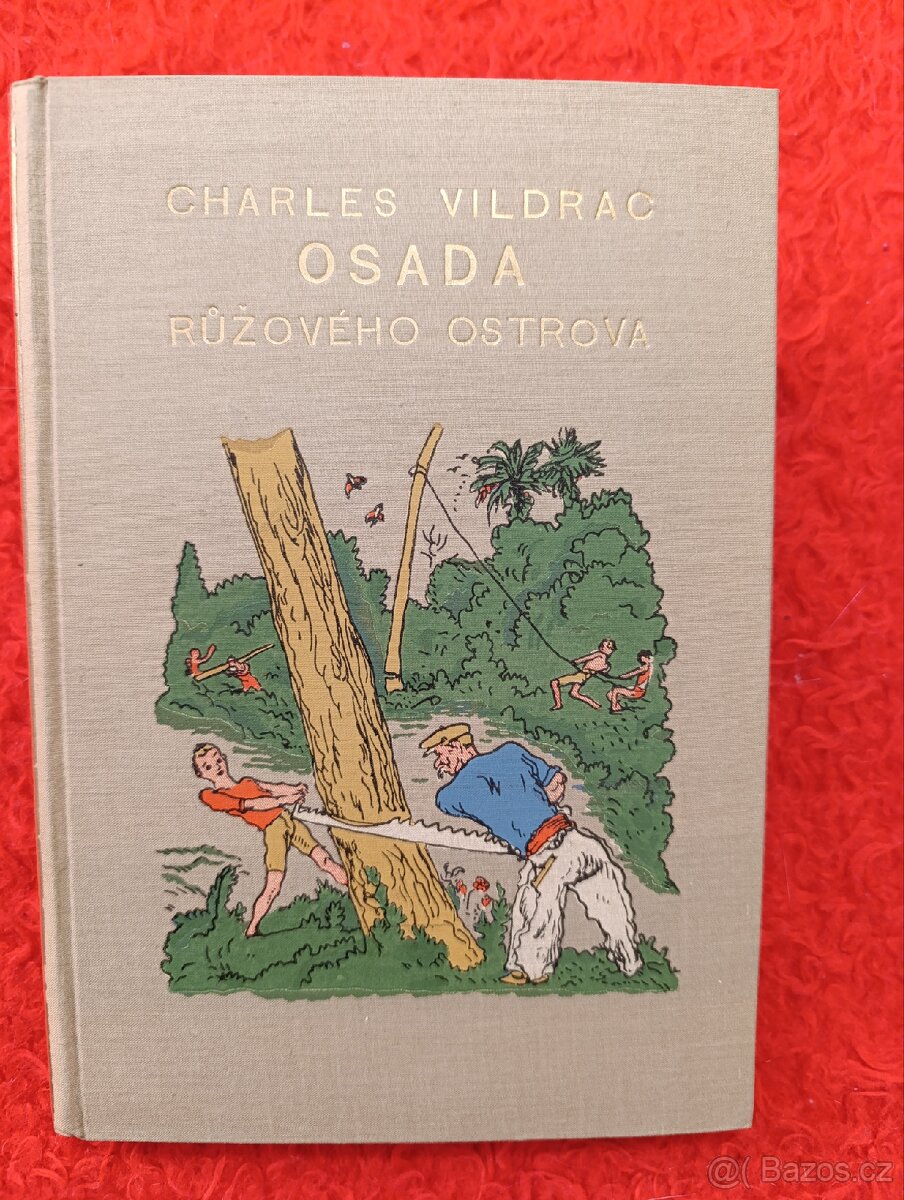 CHARLES VILDRAC
OSADA
RŮŽOVÉHO OSTROVA
@( Bazos.cz